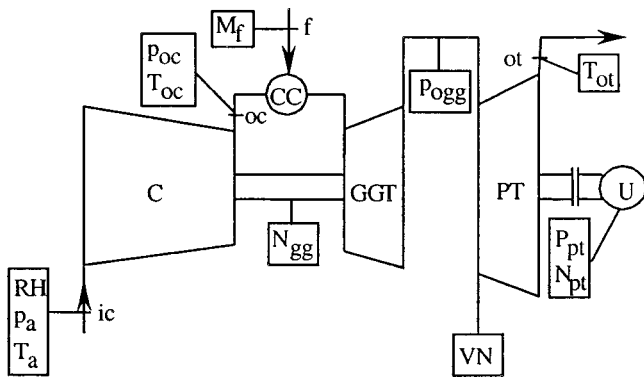 M_f
f
p_oc
T_oc
oc
CC
p_ogg
ot
T_ot
C
GGT
PT
U
N_gg
P_pt
N_pt
RH
p_a
T_a
ic
VN